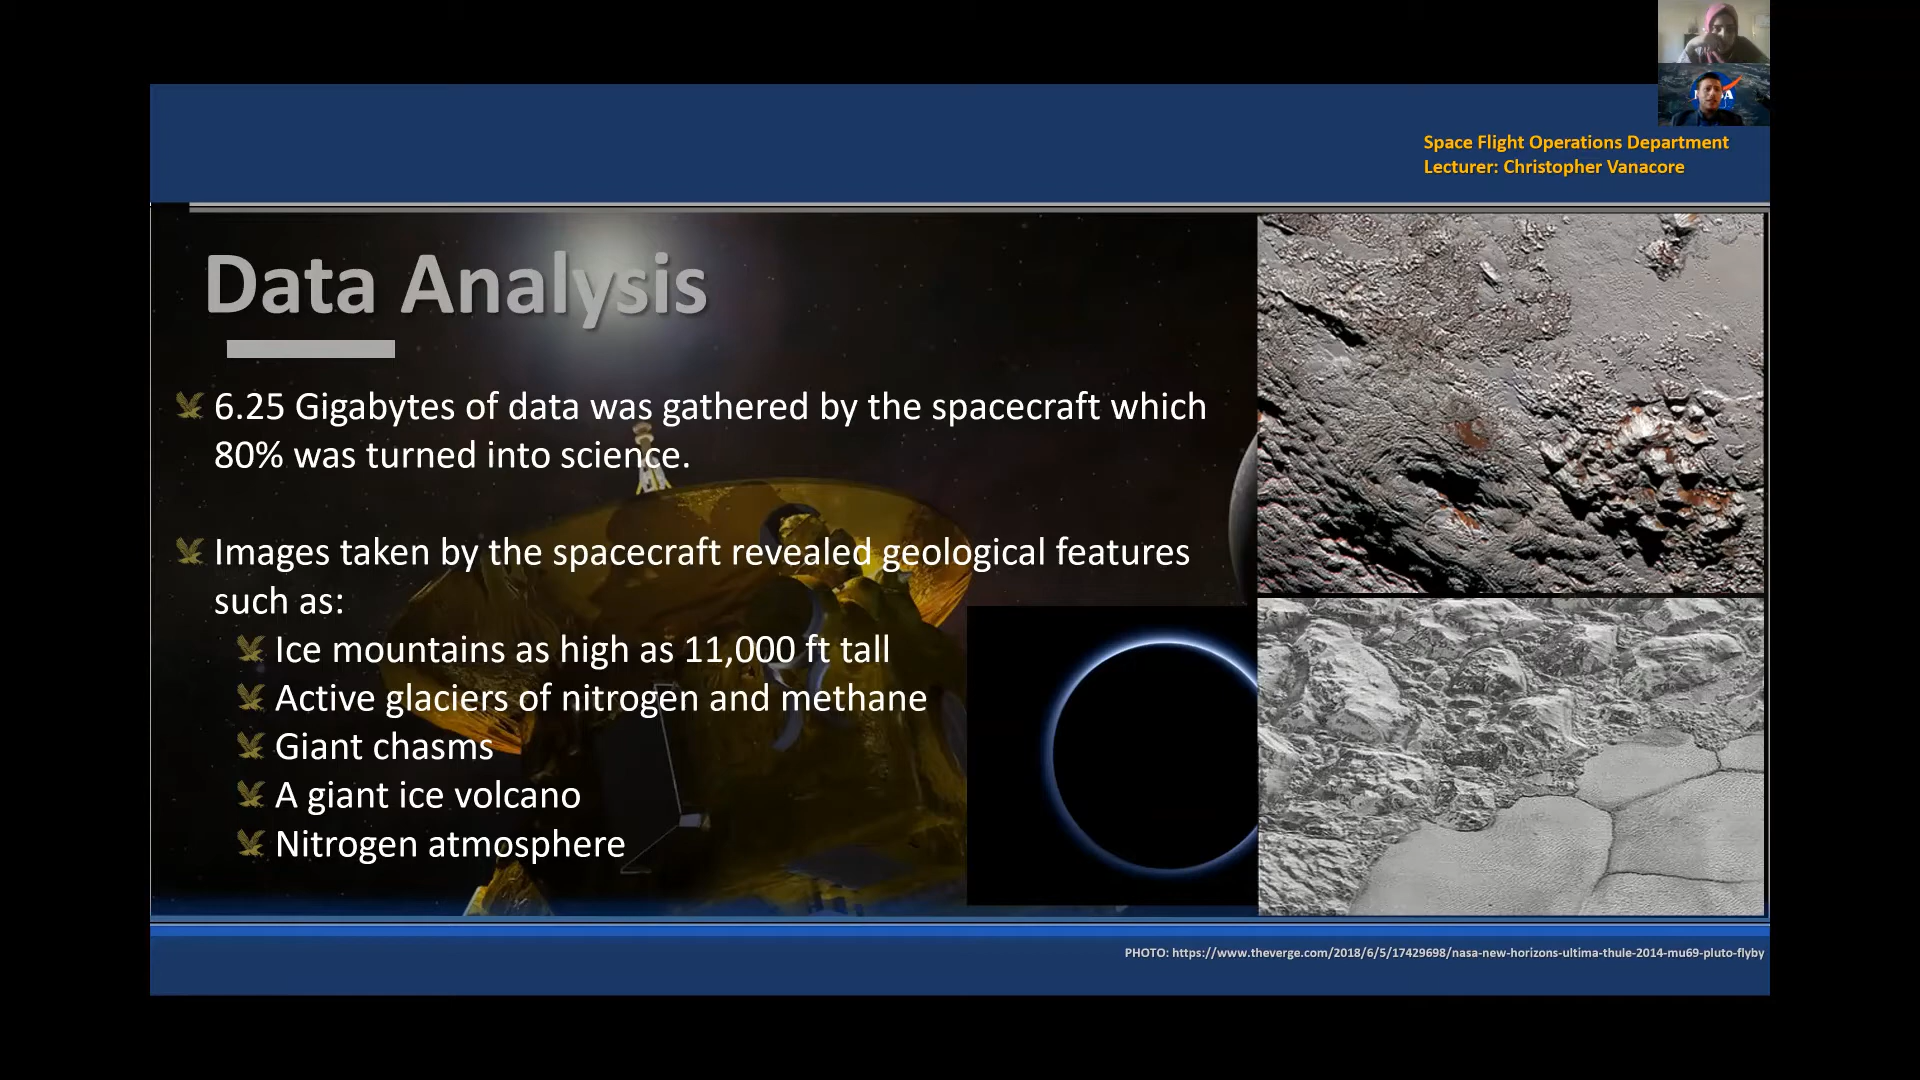 Space Flight Operations Department
Lecturer: Christopher Vanacore
Data Analysis
6.25 Gigabytes of data was gathered by the spacecraft which
80% was turned into science.
Images taken by the spacecraft revealed geological features
such as:
Ice mountains as high as 11,000 ft tall
Active glaciers of nitrogen and methane
Giant chasms
A giant ice volcano
Nitrogen atmosphere
PHOTO: https://www.theverge.com/2018/6/5/17429698/nasa-new-horizons-ultima-thule-2014-mu69-pluto-flyby